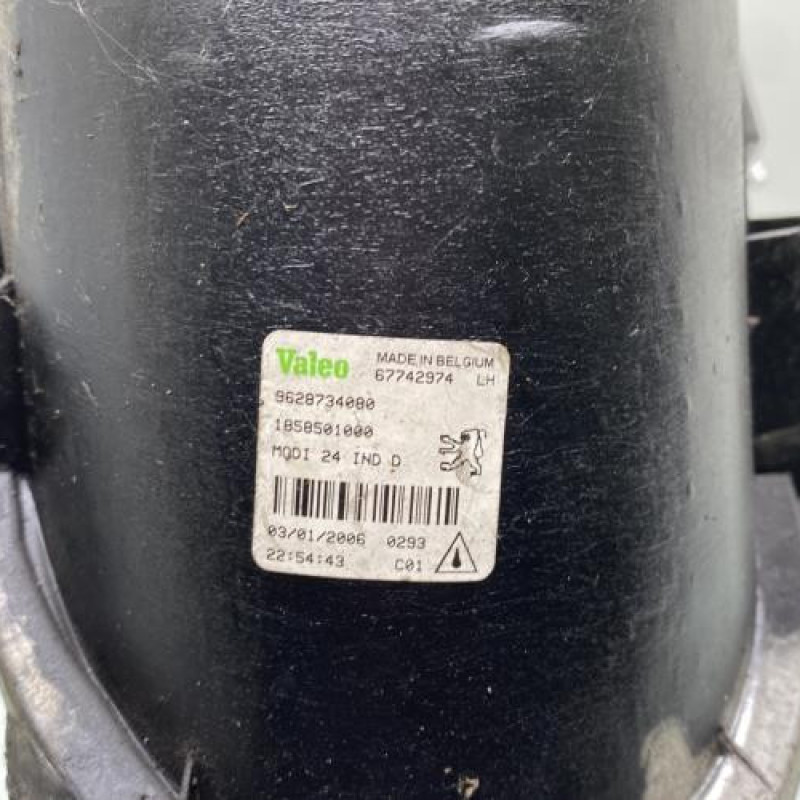 Valeo MADE IN BELGIUM
67742974 LH
9628734080
1858501000
MODI 24 IND D
03/01/2006 0293
22:54:43 C01